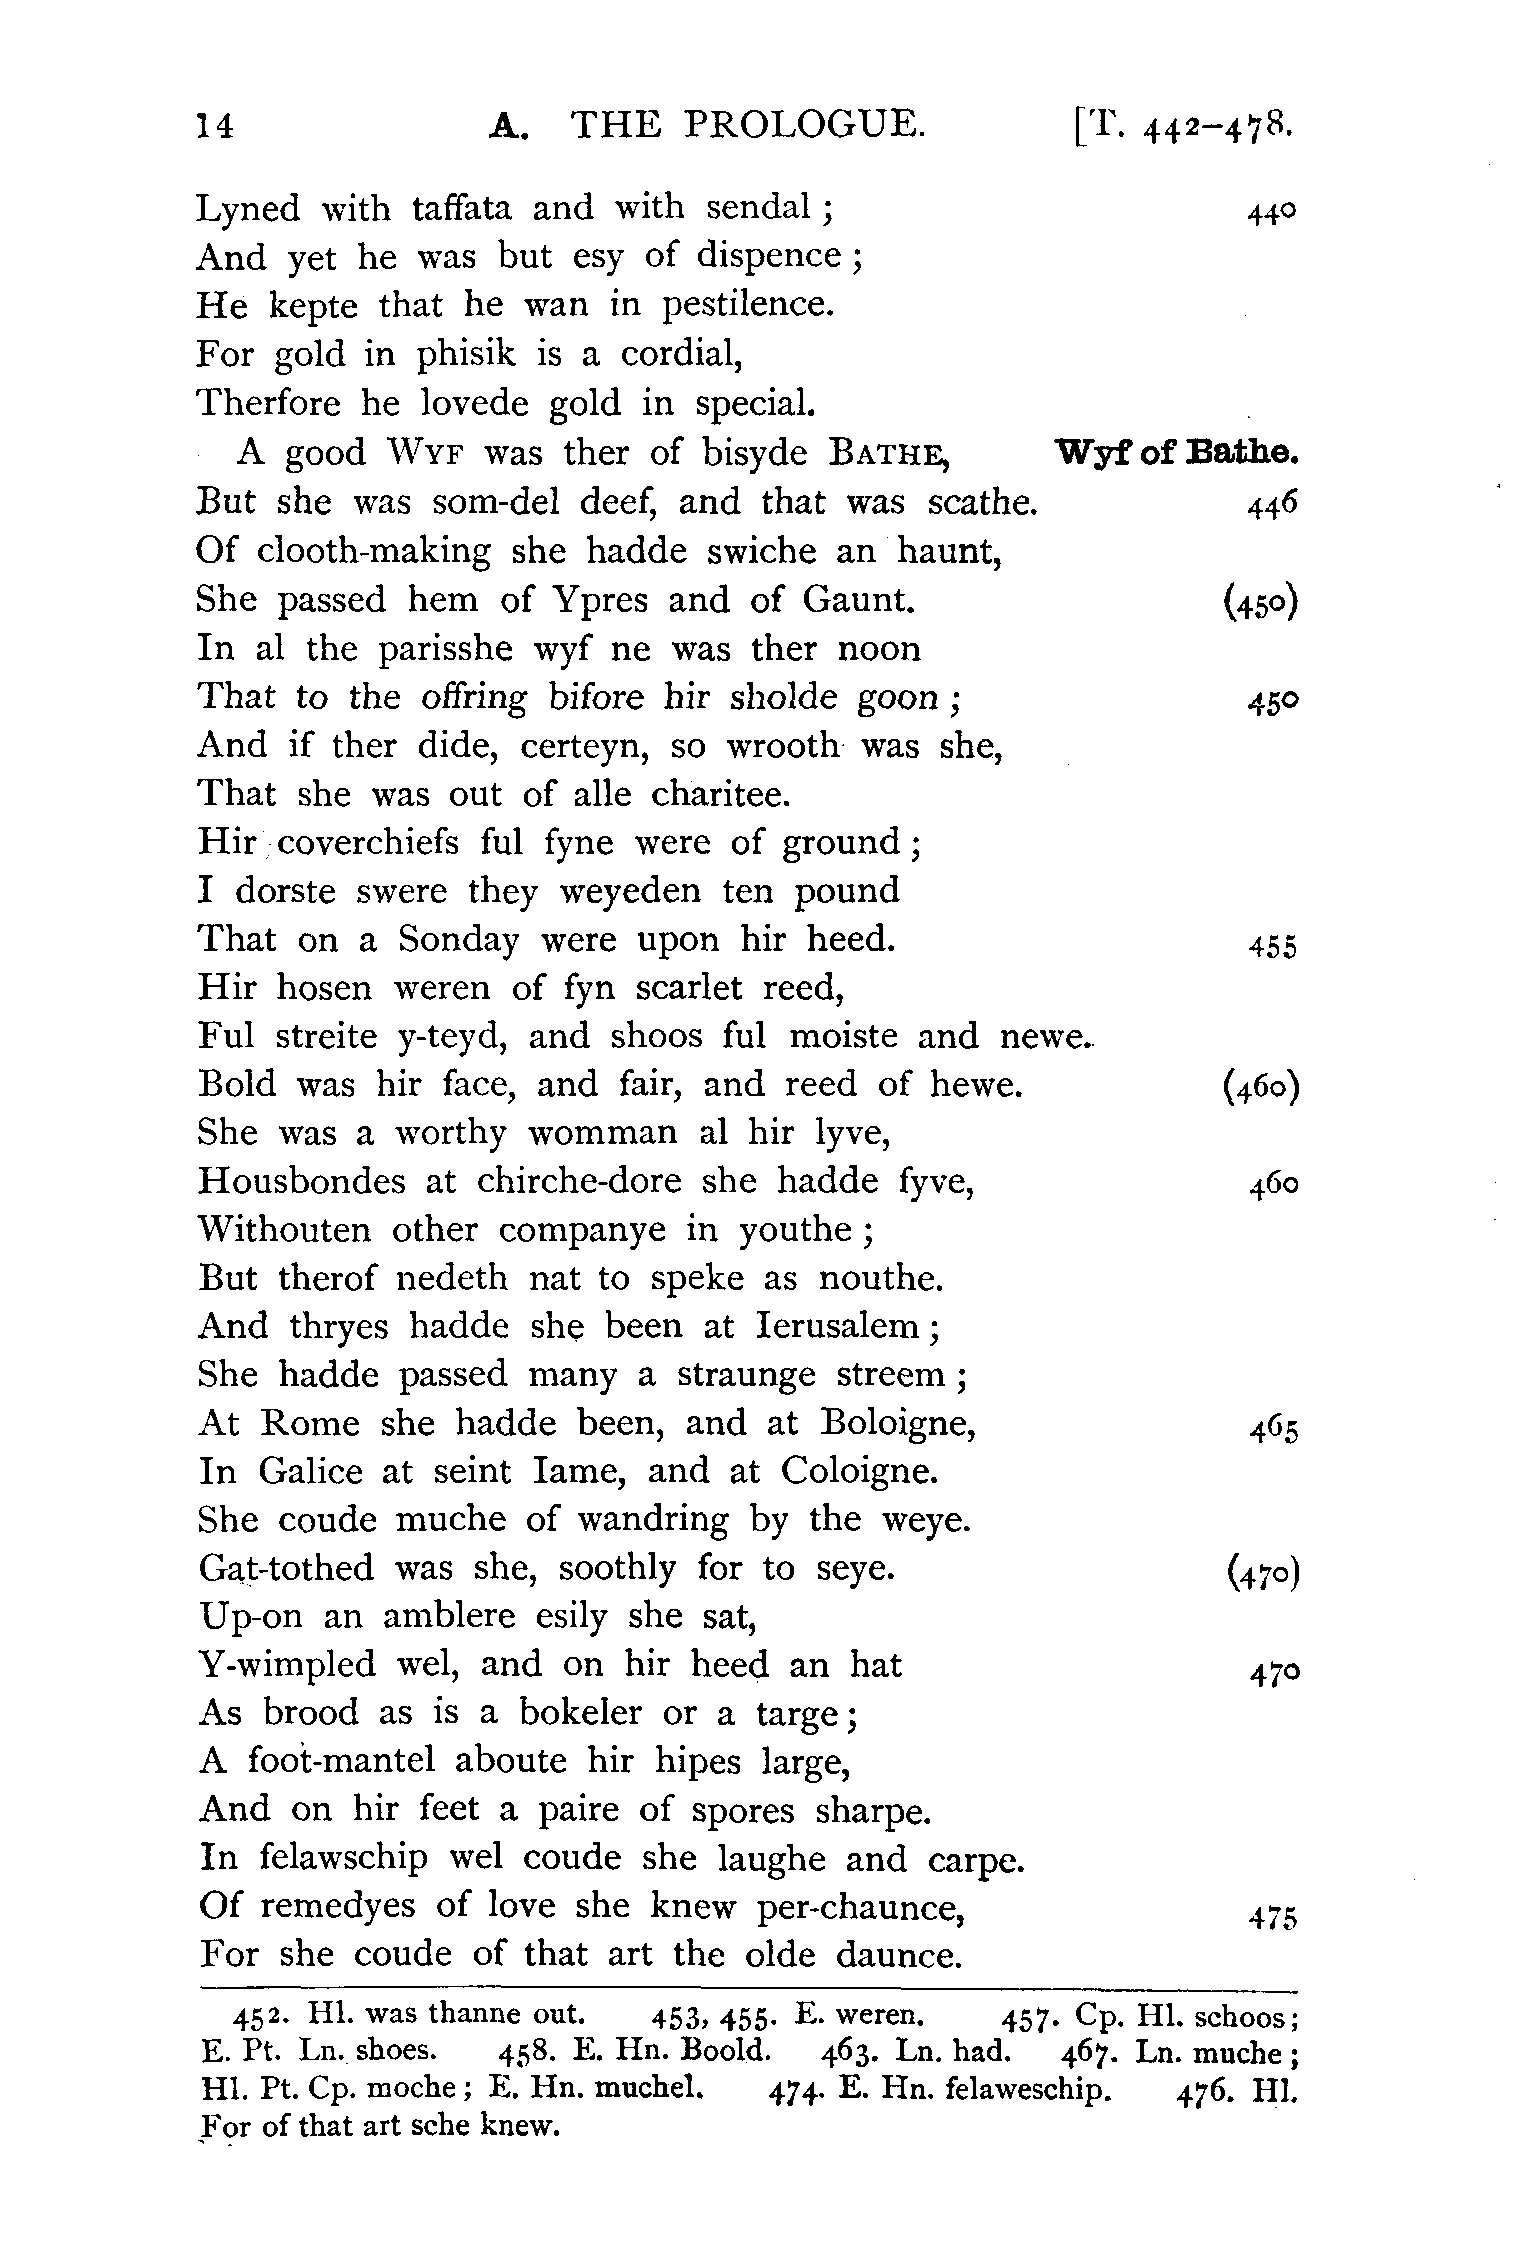 14 A. THE PROLOGUE. [T. 442–478.
Lyned with taffata and with sendal ; 440
And yet he was but esy of dispence ;
He kepte that he wan in pestilence.
For gold in phisik is a cordial,
Therfore he lovede gold in special.
A good WYF was ther of bisyde BATHE, Wyf of Bathe.
But she was som-del deef, and that was scathe. 446
Of clooth-making she hadde swiche an haunt,
She passed hem of Ypres and of Gaunt. (450)
In al the parisshe wyf ne was ther noon
That to the offring bifore hir sholde goon ; 450
And if ther dide, certeyn, so wrooth was she,
That she was out of alle charitee.
Hir coverchiefs ful fyne were of ground ;
I dorste swere they weyeden ten pound
That on a Sonday were upon hir heed. 455
Hir hosen weren of fyn scarlet reed,
Ful streite y-teyd, and shoos ful moiste and newe.
Bold was hir face, and fair, and reed of hewe. (460)
She was a worthy womman al hir lyve,
Housbondes at chirche-dore she hadde fyve, 460
Withouten other companye in youthe ;
But therof nedeth nat to speke as nouthe.
And thryes hadde she been at Ierusalem ;
She hadde passed many a straunge streem ;
At Rome she hadde been, and at Boloigne, 465
In Galice at seint Iame, and at Coloigne.
She coude muche of wandring by the weye.
Gat-tothed was she, soothly for to seye. (470)
Up-on an amblere esily she sat,
Y-wimpled wel, and on hir heed an hat 470
As brood as is a bokeler or a targe ;
A foot-mantel aboute hir hipes large,
And on hir feet a paire of spores sharpe.
In felawschip wel coude she laughe and carpe.
Of remedyes of love she knew per-chaunce, 475
For she coude of that art the olde daunce.
452. Hl. was thanne out. 453, 455. E. weren. 457. Cp. Hl. schoos ;
E. Pt. Ln. shoes. 458. E. Hn. Boold. 463. Ln. had. 467. Ln. muche ;
Hl. Pt. Cp. moche ; E. Hn. muchel. 474. E. Hn. felaweschip. 476. Hl.
For of that art sche knew.